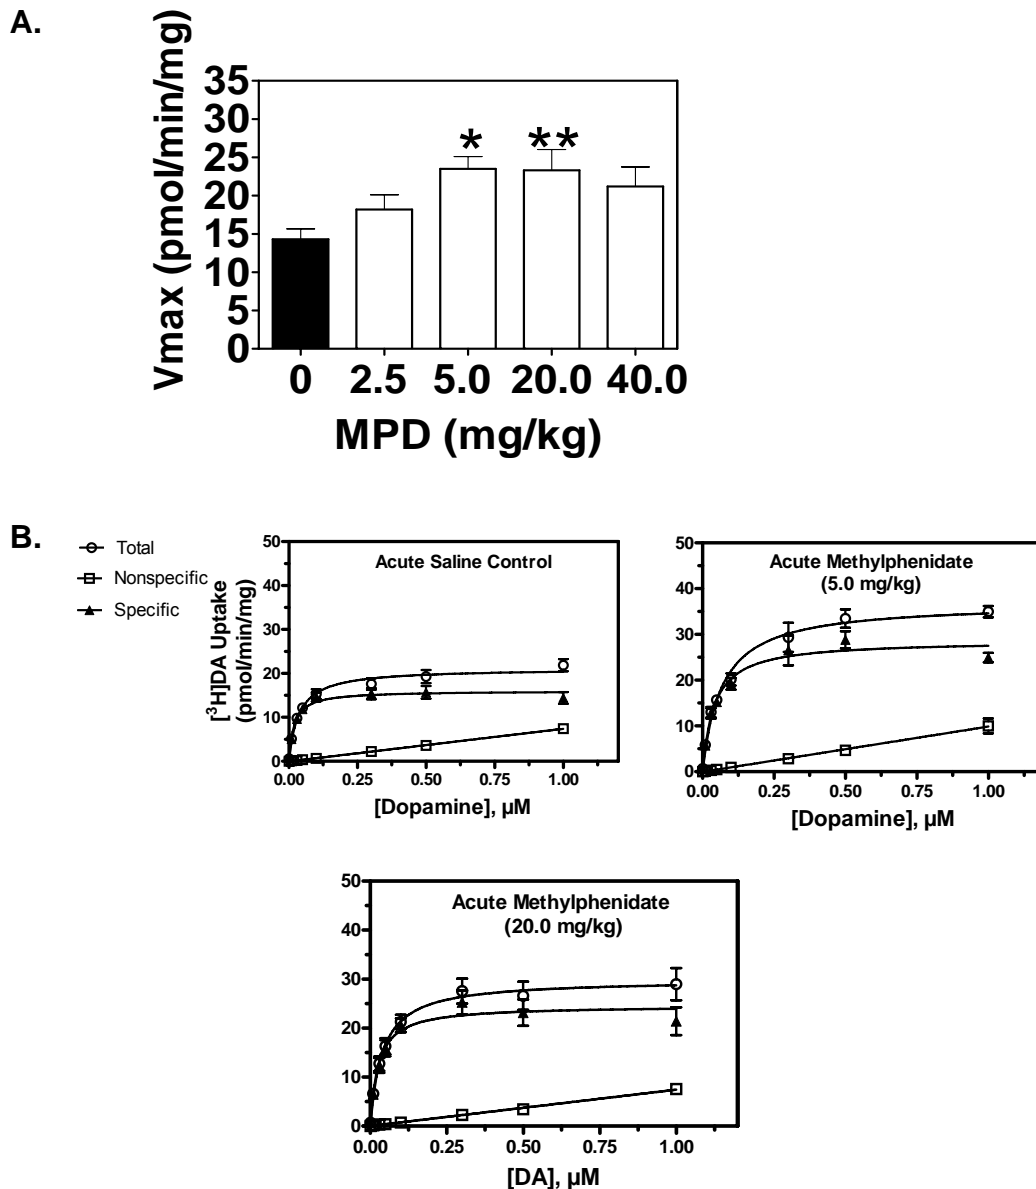 A.
Vmax (pmol/min/mg)
35
30
25
20
15
10
5
0
*
**
0 2.5 5.0 20.0 40.0
MPD (mg/kg)
B.
Total
Nonspecific
Specific
[³H]DA Uptake
(pmol/min/mg)
50
40
30
20
10
0
Acute Saline Control
0.00 0.25 0.50 0.75 1.00
[Dopamine], µM
50
40
30
20
10
0
Acute Methylphenidate
(5.0 mg/kg)
0.00 0.25 0.50 0.75 1.00
[Dopamine], µM
50
40
30
20
10
0
Acute Methylphenidate
(20.0 mg/kg)
0.00 0.25 0.50 0.75 1.00
[DA], µM